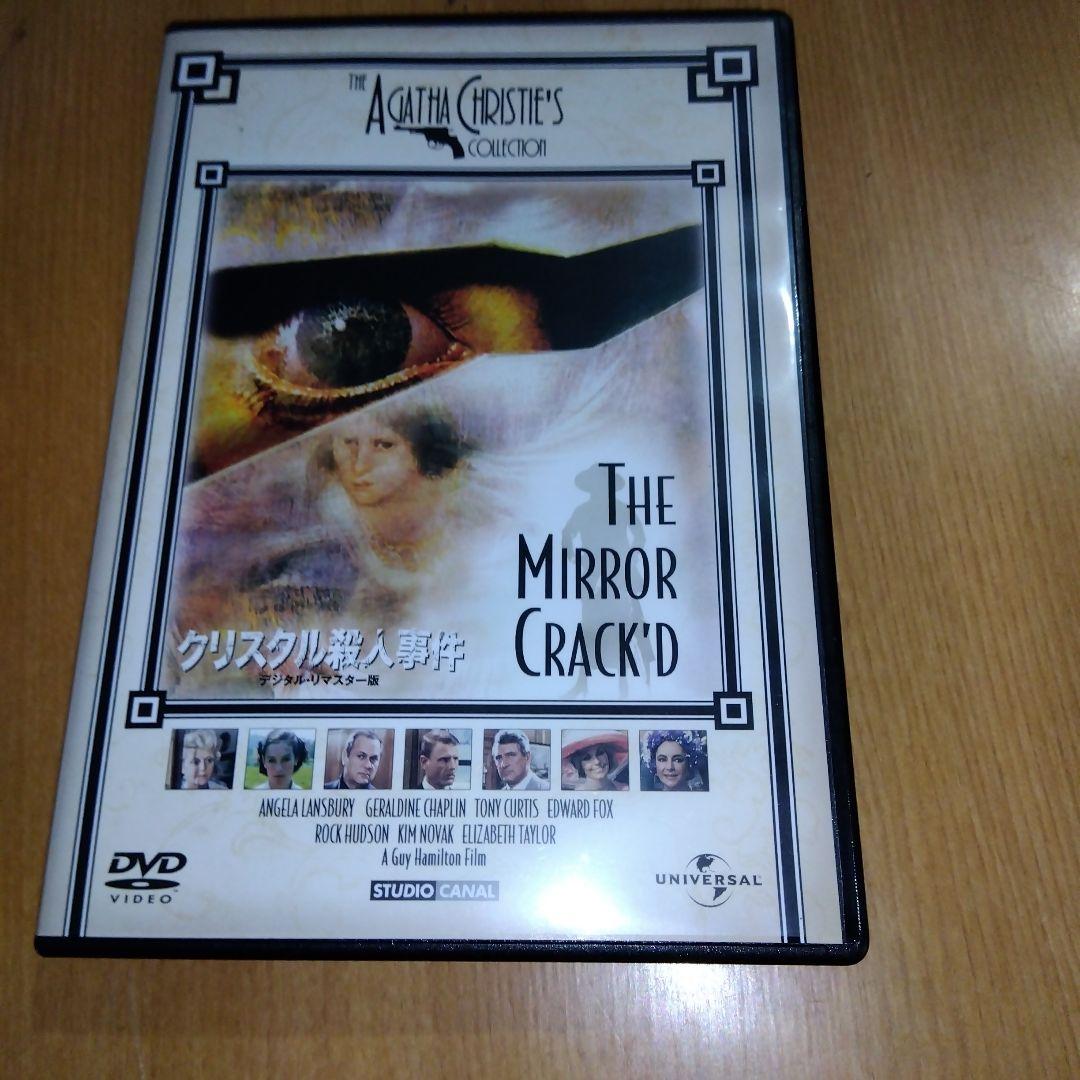 THE
AGATHA CHRISTIE'S
COLLECTION
THE
MIRROR
CRACK'D
クリスタル殺人事件
デジタル・リマスター版
ANGELA LANSBURY GERALDINE CHAPLIN TONY CURTIS EDWARD FOX
ROCK HUDSON KIM NOVAK ELIZABETH TAYLOR
A Guy Hamilton Film
DVD
VIDEO
STUDIO CANAL
UNIVERSAL